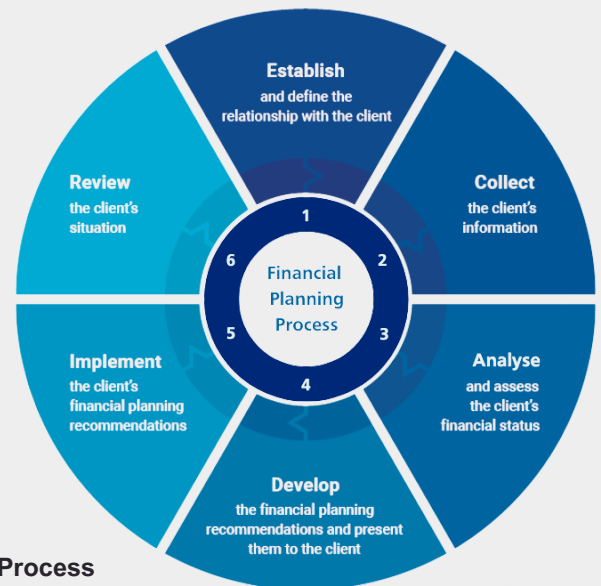 Establish
and define the
relationship with the client
Collect
the client's
information
Analyse
and assess
the client's
financial status
Develop
the financial planning
recommendations and present
them to the client
Implement
the client's
financial planning
recommendations
Review
the client's
situation
1
2
3
4
5
6
Financial
Planning
Process
Process